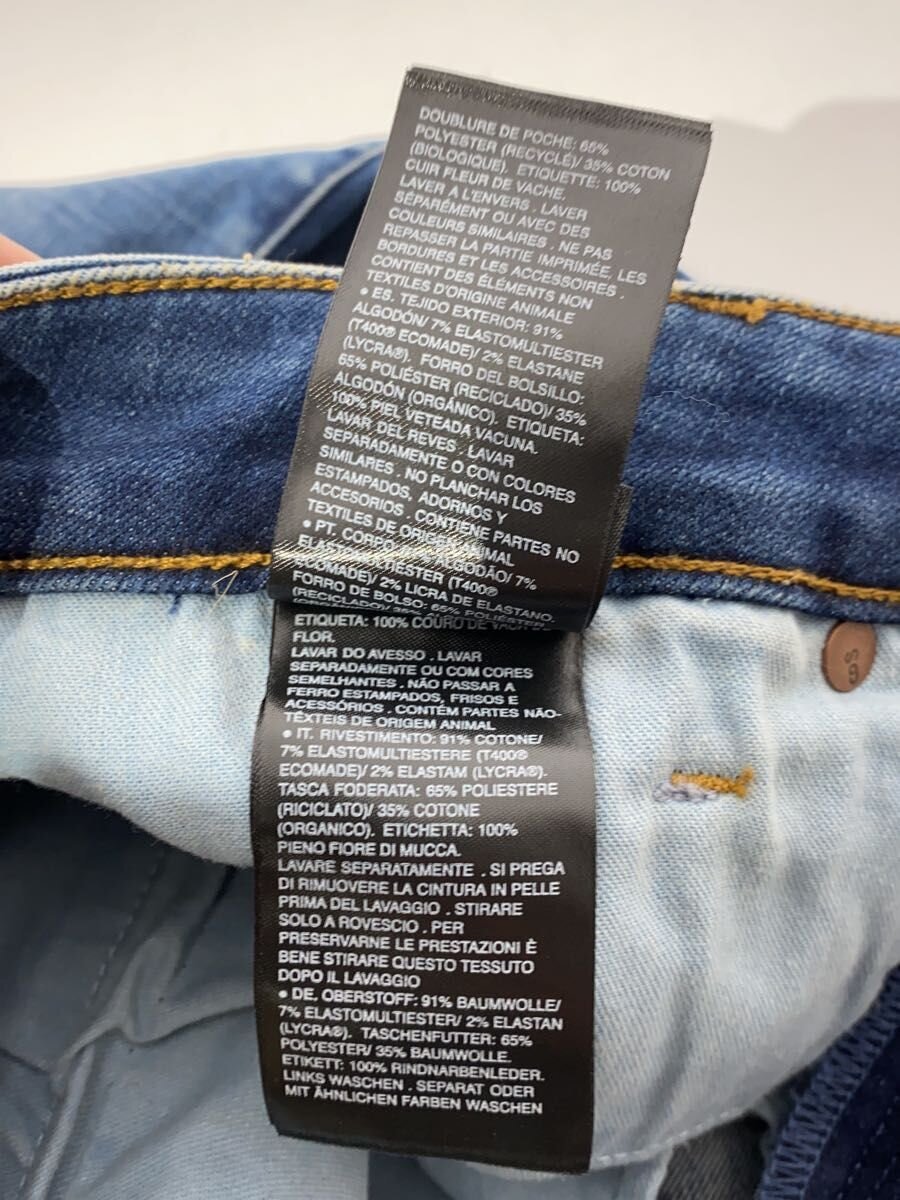 DOUBLURE DE POCHE: 65%
POLYESTER (RECYCLÉ)/ 35% COTON
(BIOLOGIQUE). ETIQUETTE: 100%
CUIR FLEUR DE VACHE.
LAVER A L'ENVERS . LAVER
SÉPARÉMENT OU AVEC DES
COULEURS SIMILAIRES . NE PAS
REPASSER LA PARTIE IMPRIMÉE, LES
BORDURES ET LES ACCESSOIRES .
CONTIENT DES ÉLÉMENTS NON
TEXTILES D'ORIGINE ANIMALE
• ES. TEJIDO EXTERIOR: 91%
ALGODÓN/ 7% ELASTOMULTIESTER
(T400® ECOMADE)/ 2% ELASTANE
(LYCRA®). FORRO DEL BOLSILLO:
65% POLIÉSTER (RECICLADO)/ 35%
ALGODÓN (ORGÁNICO). ETIQUETA:
100% PIEL VETEADA VACUNA.
LAVAR DEL REVES . LAVAR
SEPARADAMENTE O CON COLORES
SIMILARES . NO PLANCHAR LOS
ESTAMPADOS, ADORNOS Y
ACCESORIOS . CONTIENE PARTES NO
TEXTILES DE ORIGEN ANIMAL
• PT. CORPO ALGODÃO/ 7%
ELASTOMULTIESTER (T400®
ECOMADE)/ 2% LICRA DE ELASTANO.
FORRO DE BOLSO: 65% POLIÉSTER
(RECICLADO)/ 35%
ETIQUETA: 100% COURO DE VACA DE
FLOR.
LAVAR DO AVESSO . LAVAR
SEPARADAMENTE OU COM CORES
SEMELHANTES . NÃO PASSAR A
FERRO ESTAMPADOS, FRISOS E
ACESSÓRIOS . CONTÉM PARTES NÃO-
TÊXTEIS DE ORIGEM ANIMAL
• IT. RIVESTIMENTO: 91% COTONE/
7% ELASTOMULTIESTERE (T400®
ECOMADE)/ 2% ELASTAM (LYCRA®).
TASCA FODERATA: 65% POLIESTERE
(RICICLATO)/ 35% COTONE
(ORGANICO). ETICHETTA: 100%
PIENO FIORE DI MUCCA.
LAVARE SEPARATAMENTE . SI PREGA
DI RIMUOVERE LA CINTURA IN PELLE
PRIMA DEL LAVAGGIO . STIRARE
SOLO A ROVESCIO . PER
PRESERVARNE LE PRESTAZIONI È
BENE STIRARE QUESTO TESSUTO
DOPO IL LAVAGGIO
• DE. OBERSTOFF: 91% BAUMWOLLE/
7% ELASTOMULTIESTER/ 2% ELASTAN
(LYCRA®). TASCHENFUTTER: 65%
POLYESTER/ 35% BAUMWOLLE.
ETIKETT: 100% RINDNARBENLEDER.
LINKS WASCHEN . SEPARAT ODER
MIT ÄHNLICHEN FARBEN WASCHEN